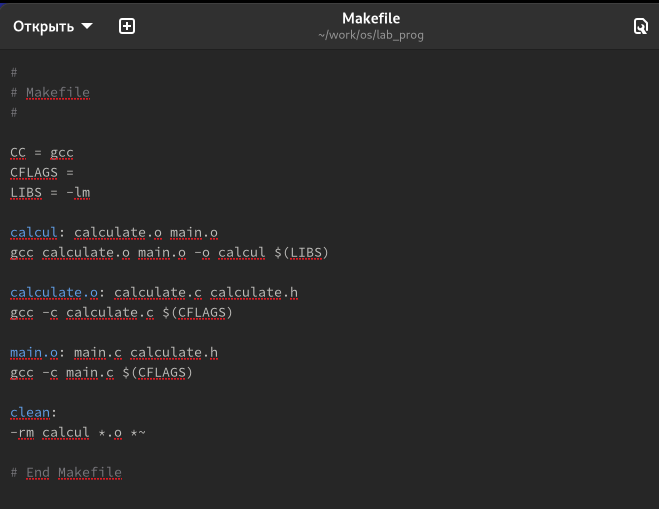 Открыть
Makefile
~/work/os/lab_prog
#
# Makefile
#
CC = gcc
CFLAGS =
LIBS = -lm
calcul: calculate.o main.o
gcc calculate.o main.o -o calcul $(LIBS)
calculate.o: calculate.c calculate.h
gcc -c calculate.c $(CFLAGS)
main.o: main.c calculate.h
gcc -c main.c $(CFLAGS)
clean:
-rm calcul *.o *~
# End Makefile